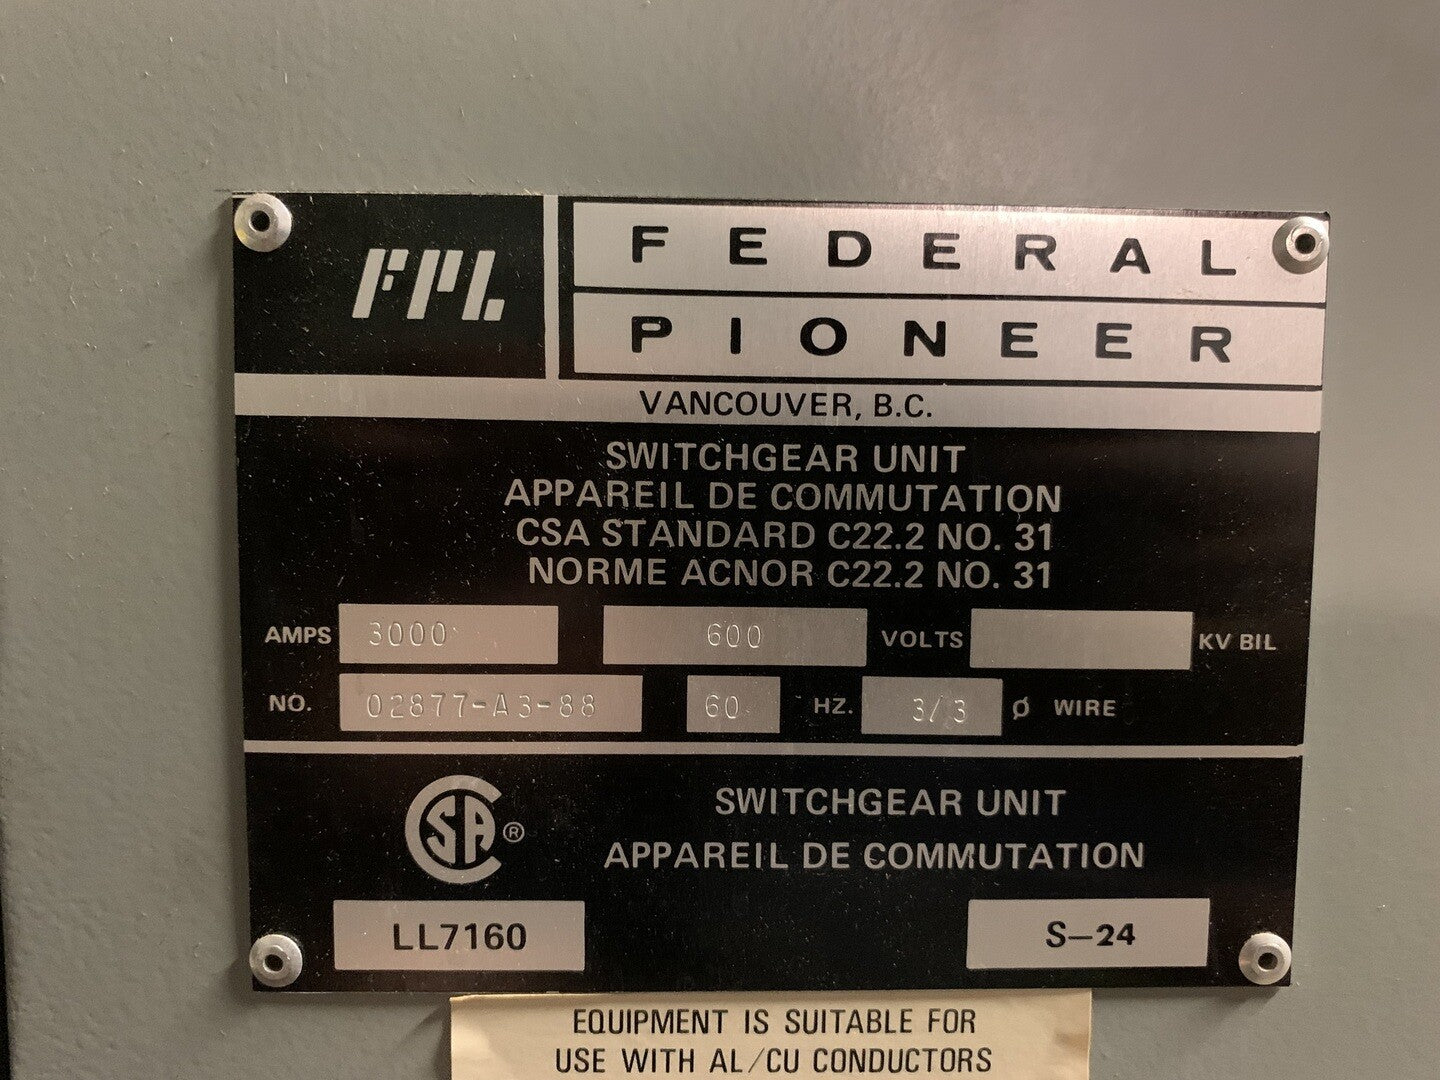 FPL
FEDERAL
PIONEER
VANCOUVER, B.C.
SWITCHGEAR UNIT
APPAREIL DE COMMUTATION
CSA STANDARD C22.2 NO. 31
NORME ACNOR C22.2 NO. 31
AMPS 3000 600 VOLTS KV BIL
NO. 02877-A3-88 60 HZ. 3/3 Ø WIRE
CSA ® SWITCHGEAR UNIT
APPAREIL DE COMMUTATION
LL7160 S-24
EQUIPMENT IS SUITABLE FOR
USE WITH AL/CU CONDUCTORS